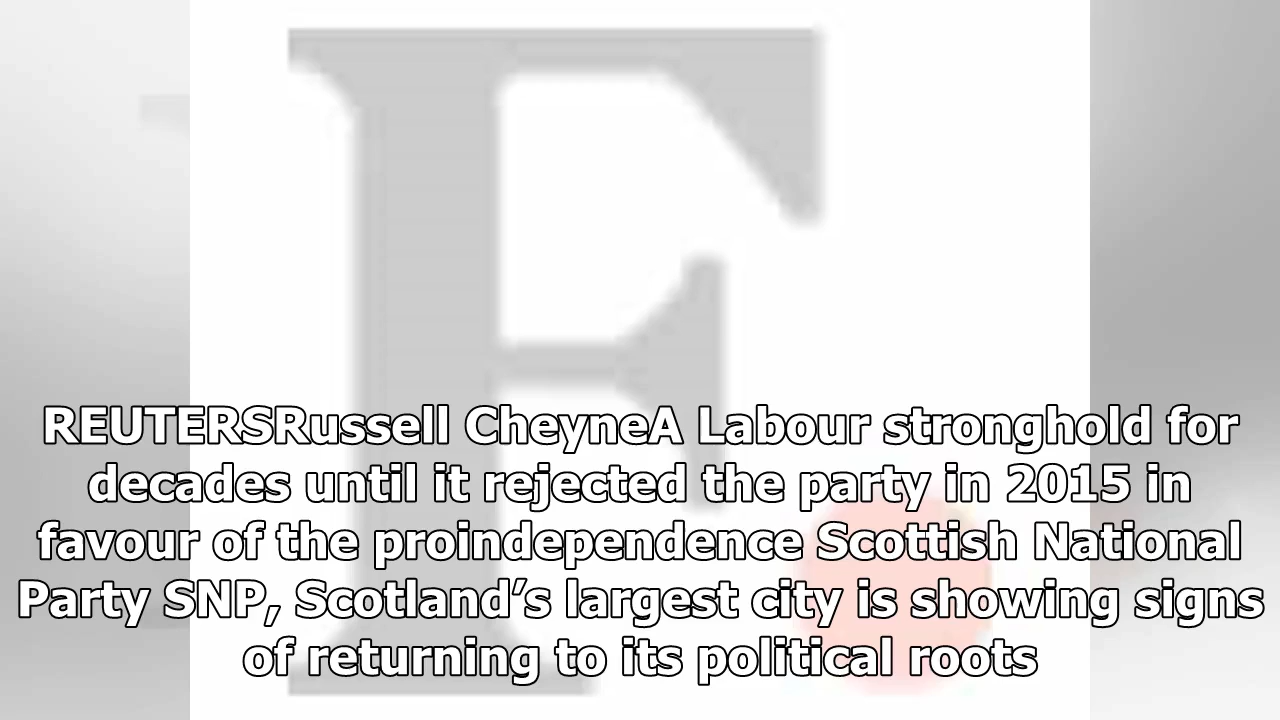 REUTERSRussell CheyneA Labour stronghold for
decades until it rejected the party in 2015 in
favour of the proindependence Scottish National
Party SNP, Scotland’s largest city is showing signs
of returning to its political roots